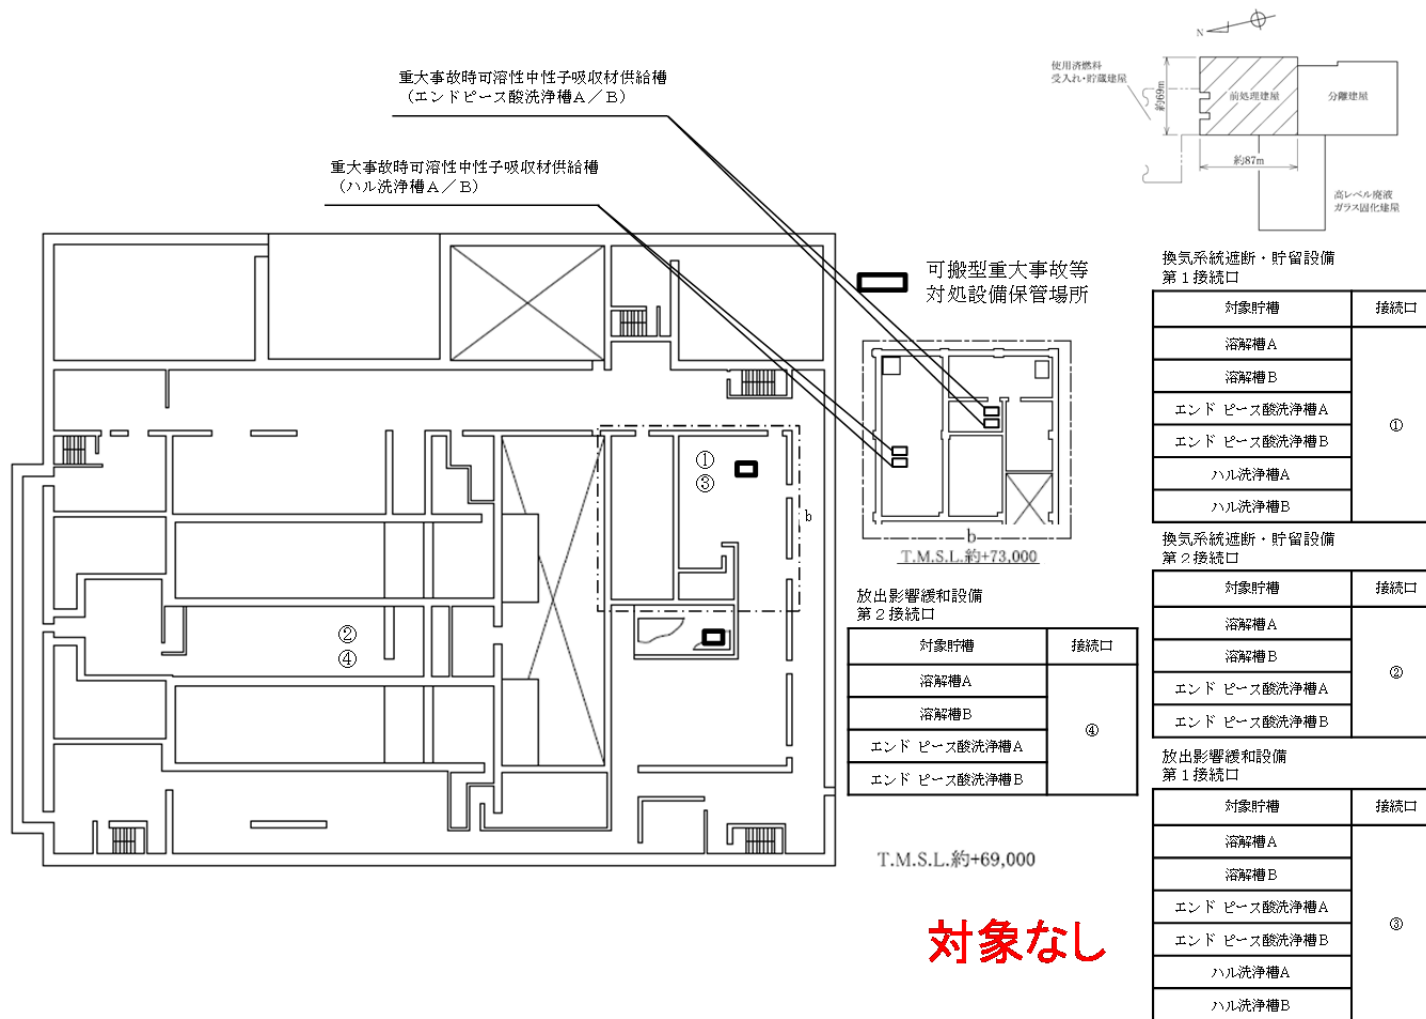 重大事故時可溶性中性子吸収材供給槽
（エンドピース酸洗浄槽Ａ／Ｂ）
重大事故時可溶性中性子吸収材供給槽
（ハル洗浄槽Ａ／Ｂ）
N
使用済燃料
受入れ・貯蔵建屋
約69m
前処理建屋
分離建屋
約87m
高レベル廃液
ガラス固化建屋
可搬型重大事故等
対処設備保管場所
①
③
b
②
④
b
T.M.S.L.約+73,000
放出影響緩和設備
第２接続口
対象貯槽 接続口
溶解槽A
溶解槽B
エンド ピース酸洗浄槽A
エンド ピース酸洗浄槽B
④
T.M.S.L.約+69,000
対象なし
換気系統遮断・貯留設備
第１接続口
対象貯槽 接続口
溶解槽A
溶解槽B
エンド ピース酸洗浄槽A
エンド ピース酸洗浄槽B
ハル洗浄槽A
ハル洗浄槽B
①
換気系統遮断・貯留設備
第２接続口
対象貯槽 接続口
溶解槽A
溶解槽B
エンド ピース酸洗浄槽A
エンド ピース酸洗浄槽B
②
放出影響緩和設備
第１接続口
対象貯槽 接続口
溶解槽A
溶解槽B
エンド ピース酸洗浄槽A
エンド ピース酸洗浄槽B
ハル洗浄槽A
ハル洗浄槽B
③